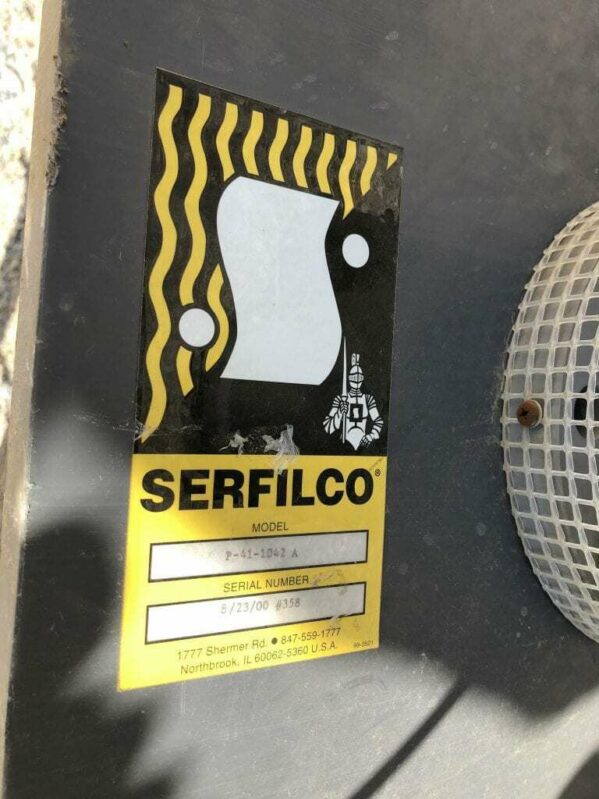 SERFILCO®
MODEL
P-41-1042 A
SERIAL NUMBER
8/23/00 #358
1777 Shermer Rd. ● 847-559-1777
Northbrook, IL 60062-5360 U.S.A.